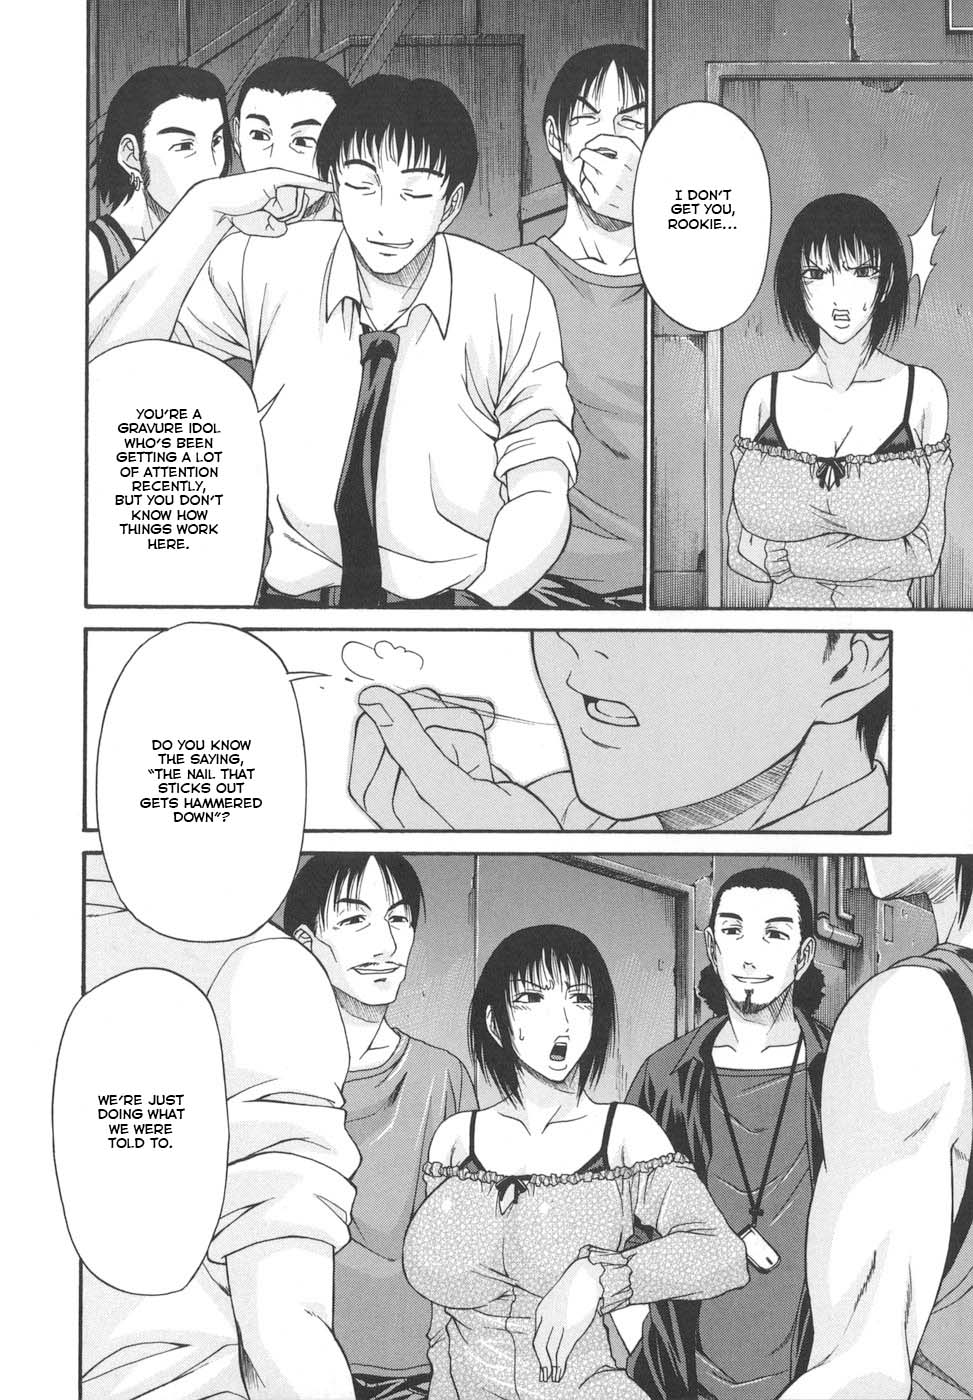 I DON'T
GET YOU,
ROOKIE...
YOU'RE A
GRAVURE IDOL
WHO'S BEEN
GETTING A LOT
OF ATTENTION
RECENTLY,
BUT YOU DON'T
KNOW HOW
THINGS WORK
HERE.
DO YOU KNOW
THE SAYING,
"THE NAIL THAT
STICKS OUT
GETS HAMMERED
DOWN"?
WE'RE JUST
DOING WHAT
WE WERE
TOLD TO.